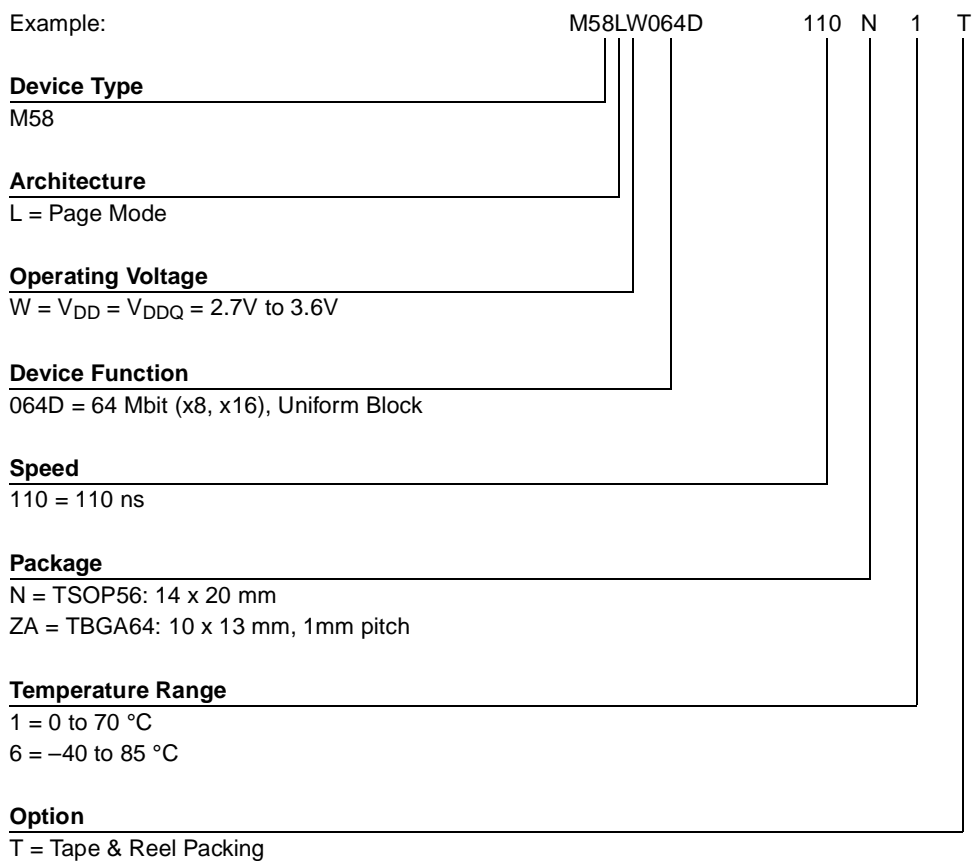 Example: M58LW064D 110 N 1 T
Device Type
M58
Architecture
L = Page Mode
Operating Voltage
W = VDD = VDDQ = 2.7V to 3.6V
Device Function
064D = 64 Mbit (x8, x16), Uniform Block
Speed
110 = 110 ns
Package
N = TSOP56: 14 x 20 mm
ZA = TBGA64: 10 x 13 mm, 1mm pitch
Temperature Range
1 = 0 to 70 °C
6 = –40 to 85 °C
Option
T = Tape & Reel Packing